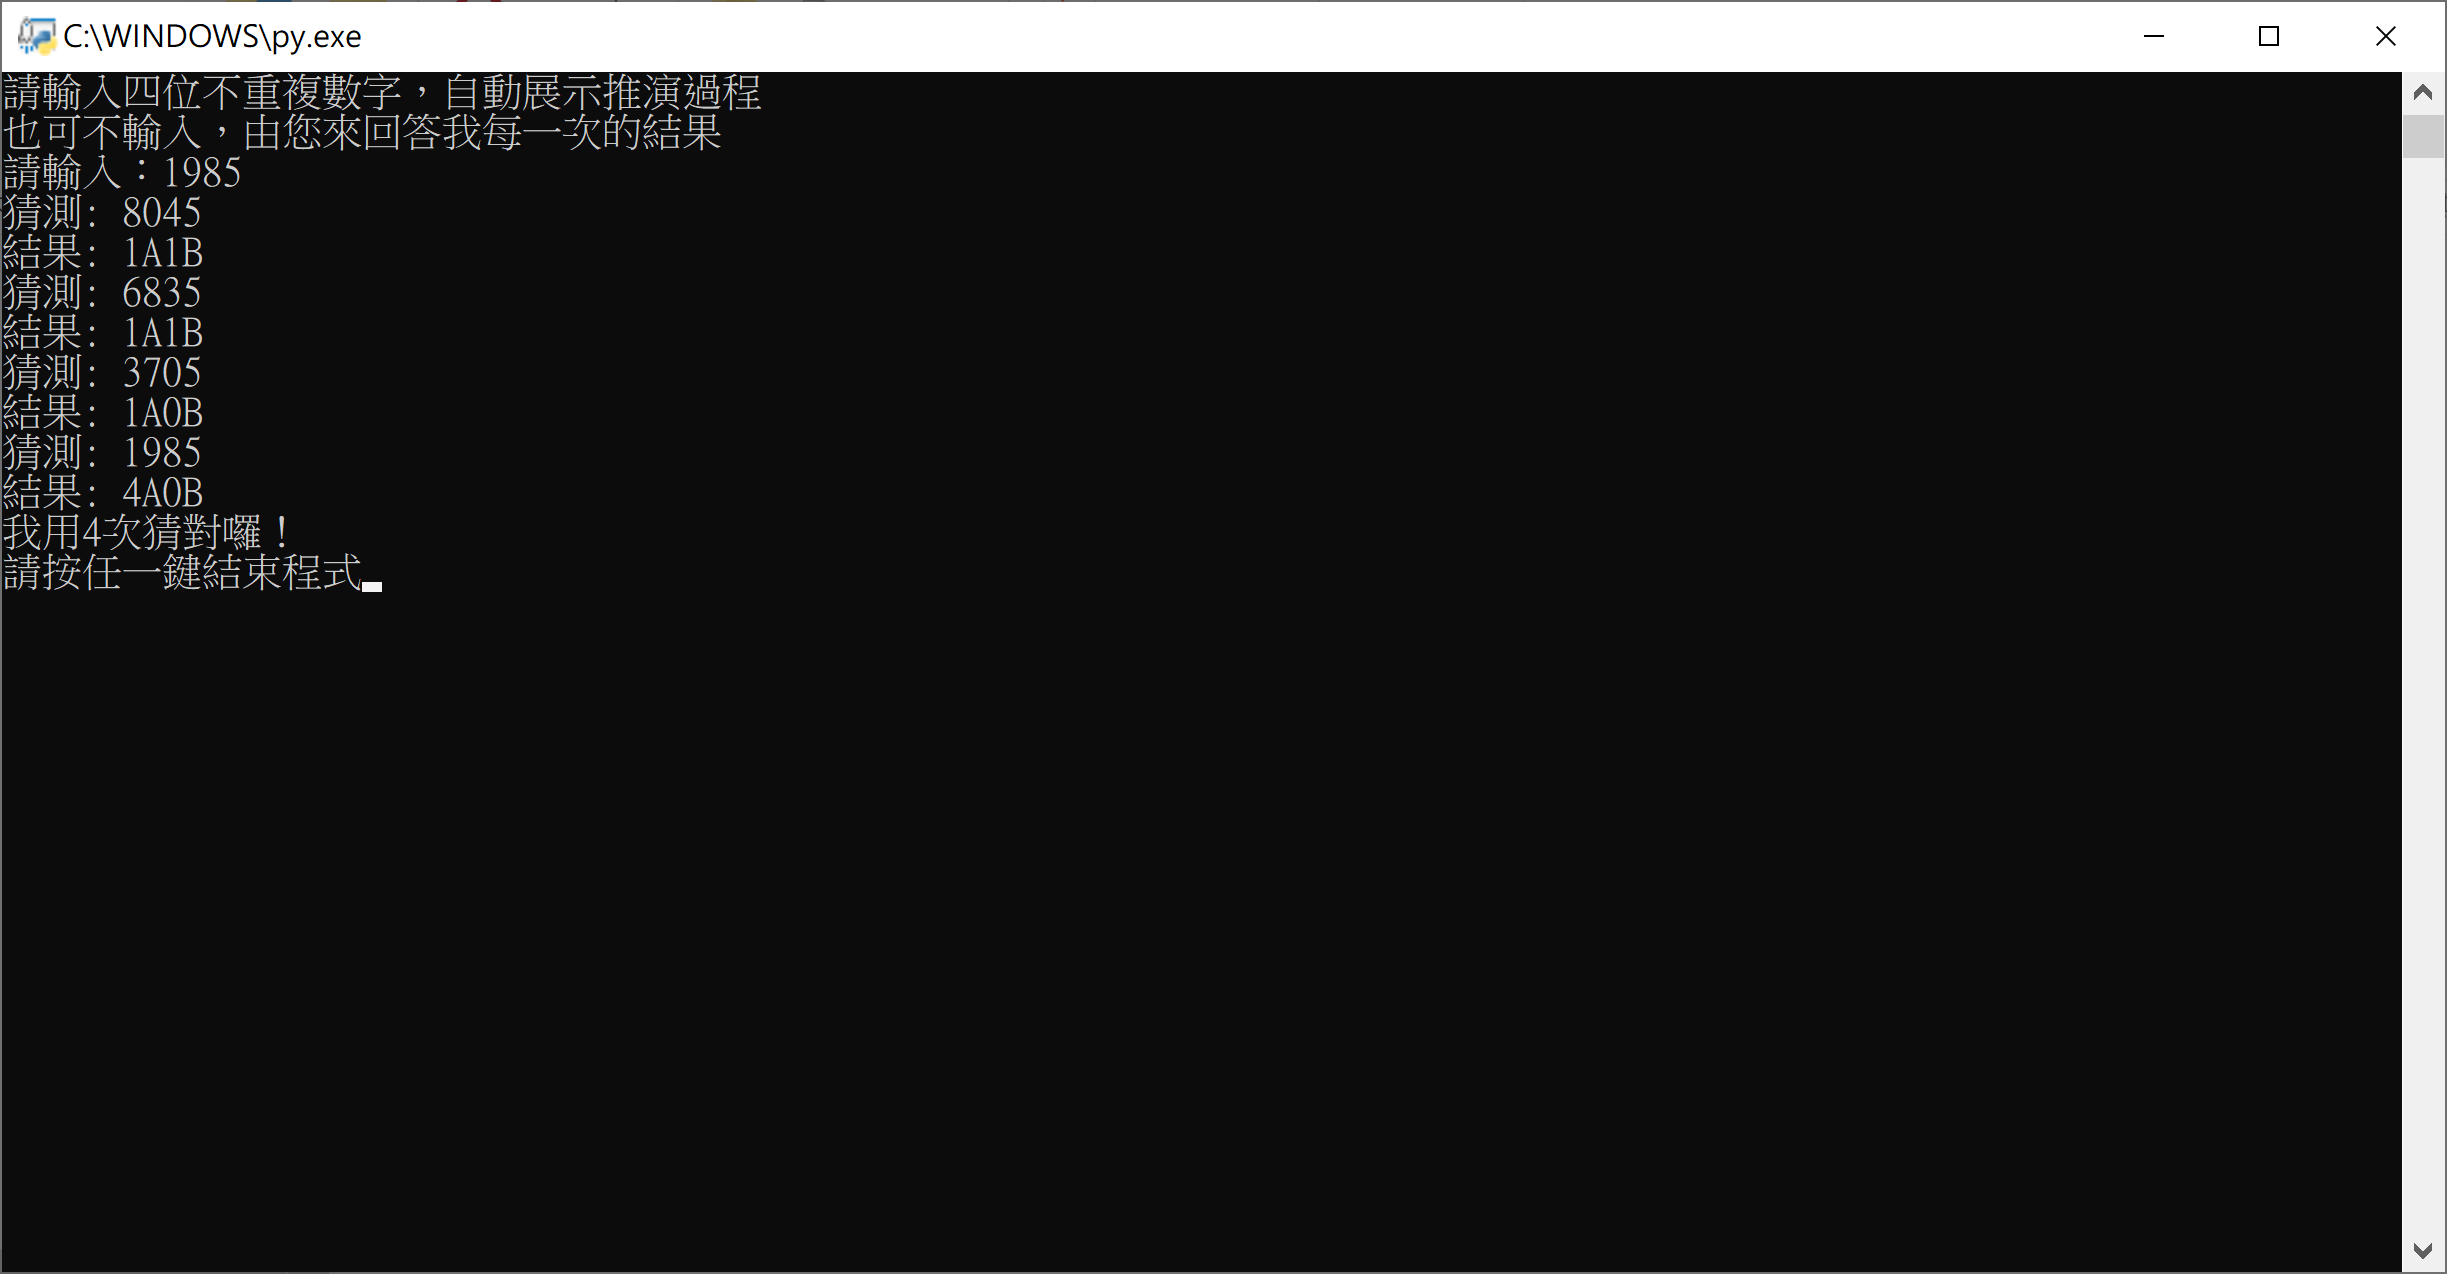 C:\WINDOWS\py.exe
請輸入四位不重複數字，自動展示推演過程
也可不輸入，由您來回答我每一次的結果
請輸入：1985
猜測: 8045
結果: 1A1B
猜測: 6835
結果: 1A1B
猜測: 3705
結果: 1A0B
猜測: 1985
結果: 4A0B
我用4次猜對囉！
請按任一鍵結束程式